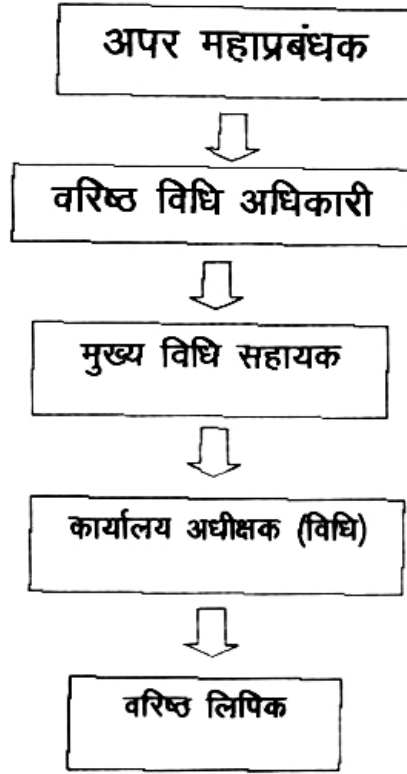 अपर महाप्रबंधक
वरिष्ठ विधि अधिकारी
मुख्य विधि सहायक
कार्यालय अधीक्षक (विधि)
वरिष्ठ लिपिक